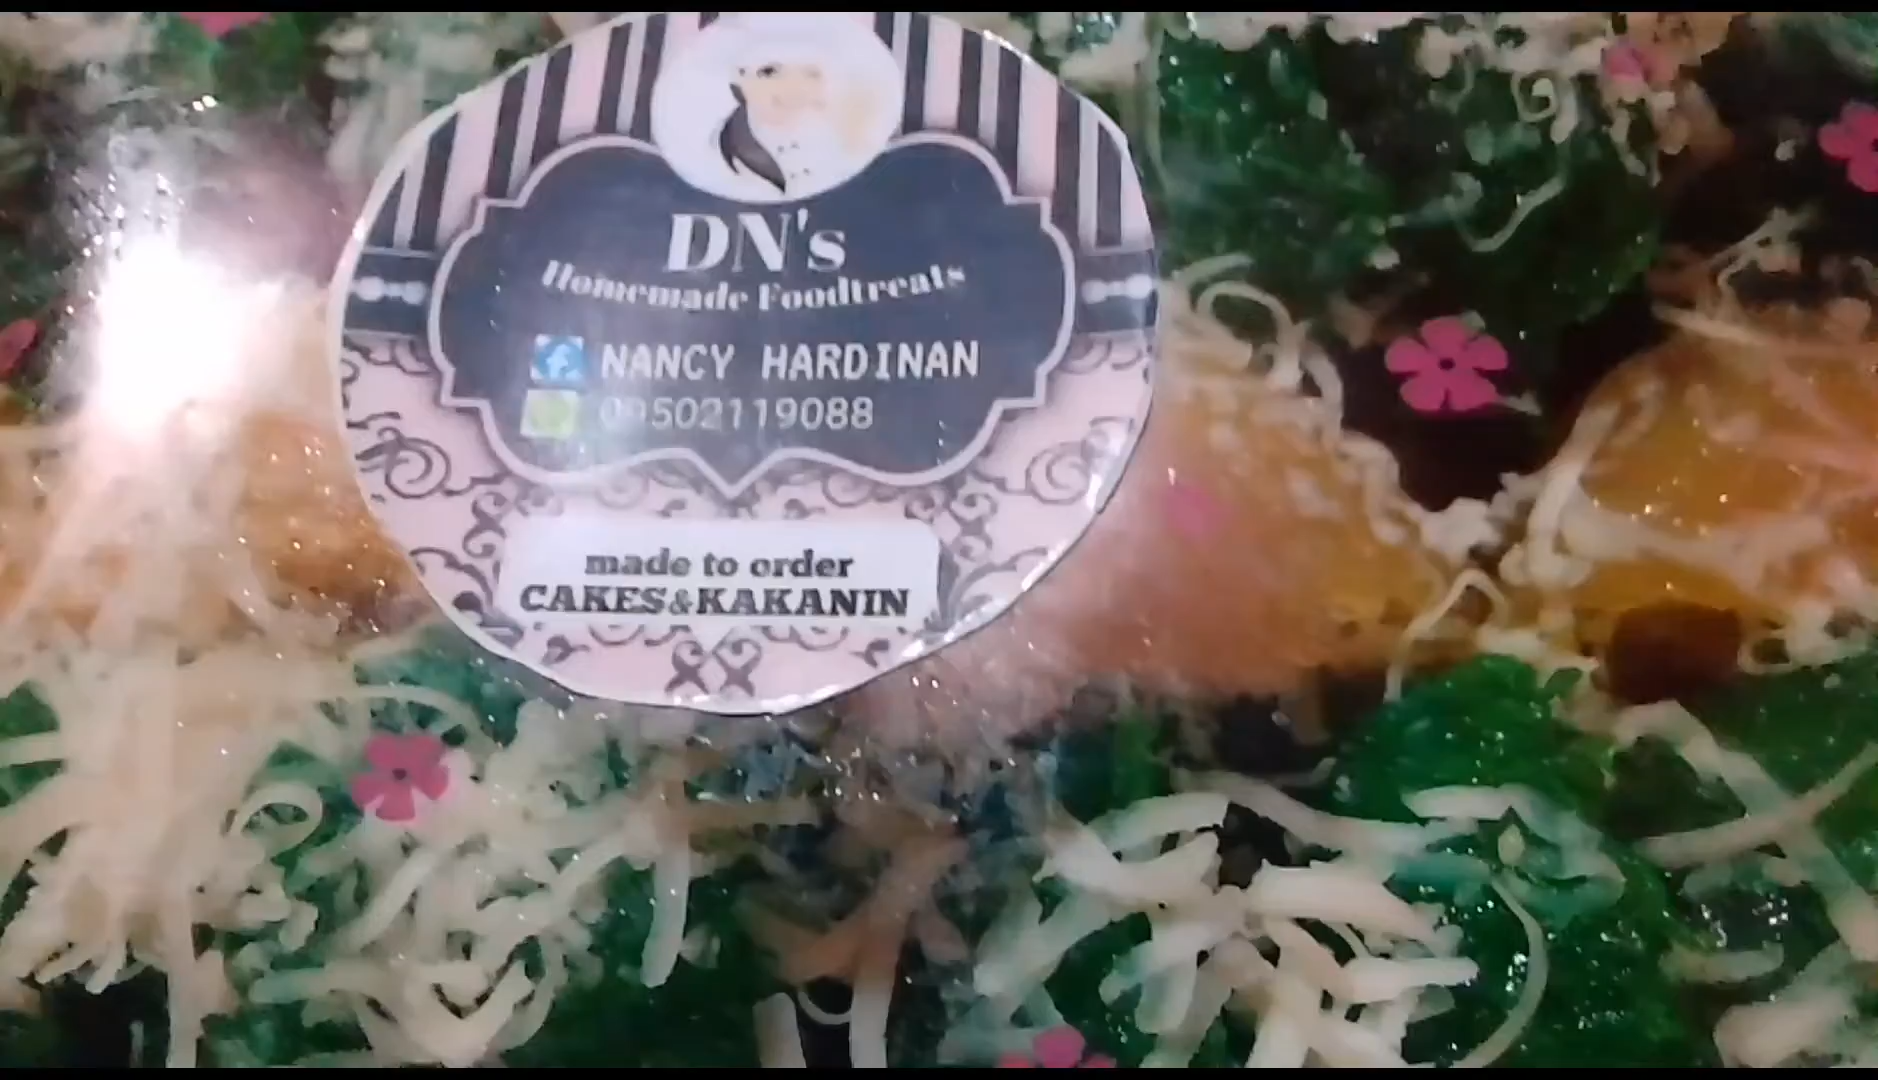 DN's
Homemade Foodtreats
NANCY HARDINAN
09502119088
made to order
CAKES&KAKANIN